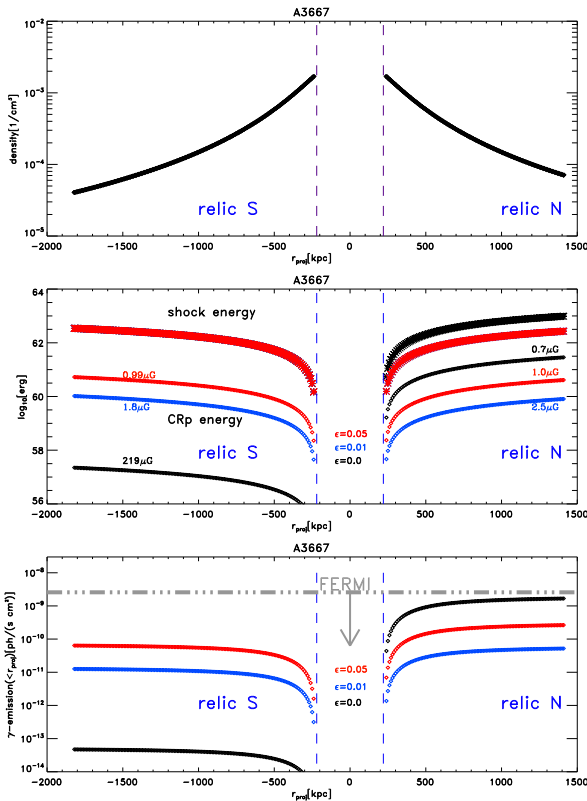 A3667
10⁻²
10⁻³
10⁻⁴
10⁻⁵
density[1/cm³]
relic S
relic N
−2000 −1500 −1000 −500 0 500 1000 1500
r_proj[kpc]
A3667
64
62
60
58
56
log₁₀[erg]
shock energy
0.7μG
0.99μG
1.0μG
1.8μG
2.5μG
CRp energy
ε=0.05
relic S
ε=0.01
relic N
ε=0.0
219μG
−2000 −1500 −1000 −500 0 500 1000 1500
r_proj[kpc]
A3667
10⁻⁸
10⁻⁹
10⁻¹⁰
10⁻¹¹
10⁻¹²
10⁻¹³
10⁻¹⁴
γ−emission(<r_proj)[ph/(s cm²)]
FERMI
ε=0.05
ε=0.01
relic S
ε=0.0
relic N
−2000 −1500 −1000 −500 0 500 1000 1500
r_proj[kpc]